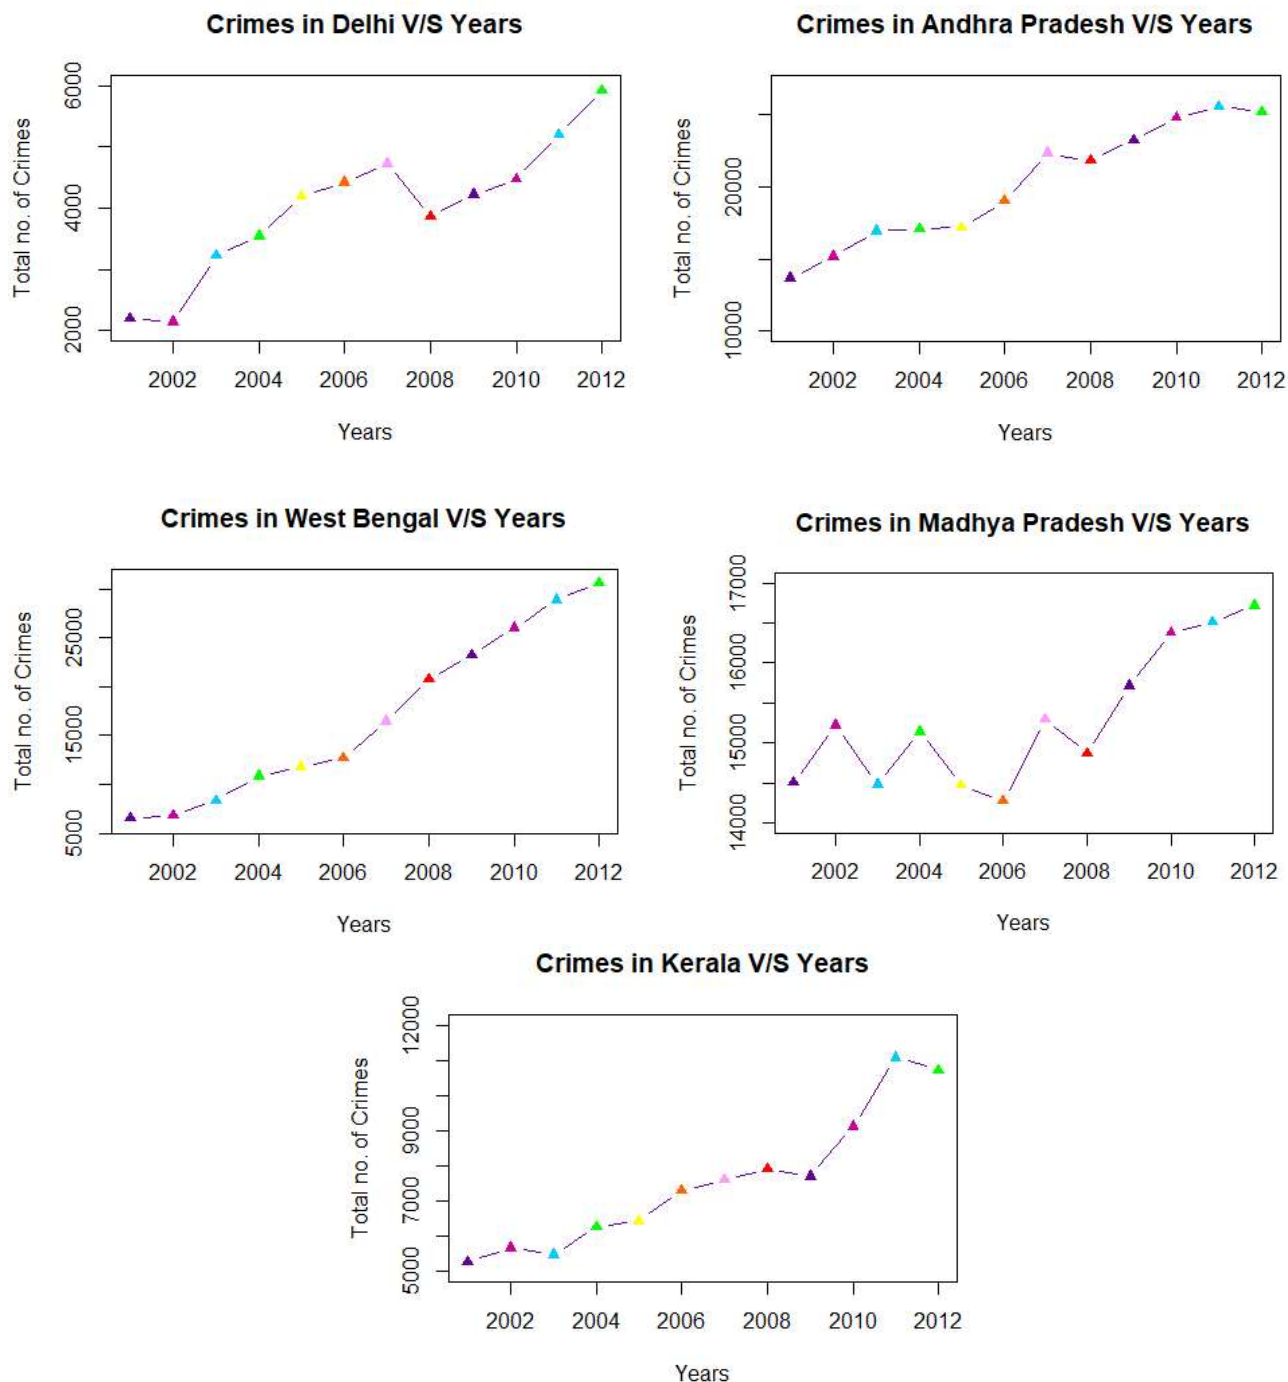 Crimes in Delhi V/S Years
Total no. of Crimes
6000
4000
2000
2002 2004 2006 2008 2010 2012
Years
Crimes in Andhra Pradesh V/S Years
Total no. of Crimes
20000
10000
2002 2004 2006 2008 2010 2012
Years
Crimes in West Bengal V/S Years
Total no. of Crimes
25000
15000
5000
2002 2004 2006 2008 2010 2012
Years
Crimes in Madhya Pradesh V/S Years
Total no. of Crimes
17000
16000
15000
14000
2002 2004 2006 2008 2010 2012
Years
Crimes in Kerala V/S Years
Total no. of Crimes
12000
9000
7000
5000
2002 2004 2006 2008 2010 2012
Years